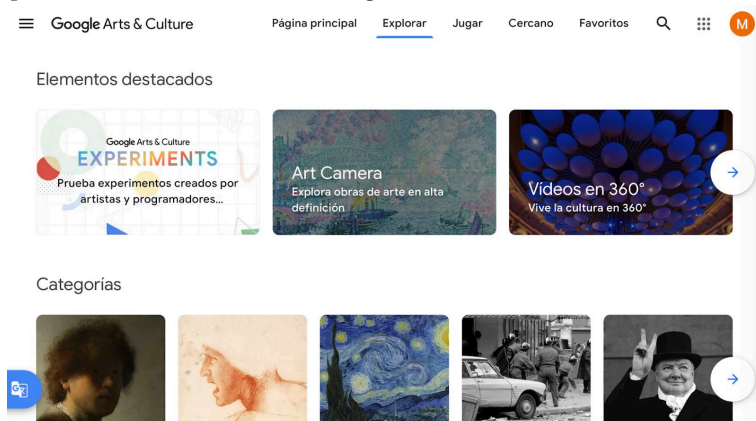 Google Arts & Culture
Página principal
Explorar
Jugar
Cercano
Favoritos
M
Elementos destacados
Google Arts & Culture
EXPERIMENTS
Prueba experimentos creados por
artistas y programadores...
Art Camera
Explora obras de arte en alta
definición
Vídeos en 360°
Vive la cultura en 360°
Categorías